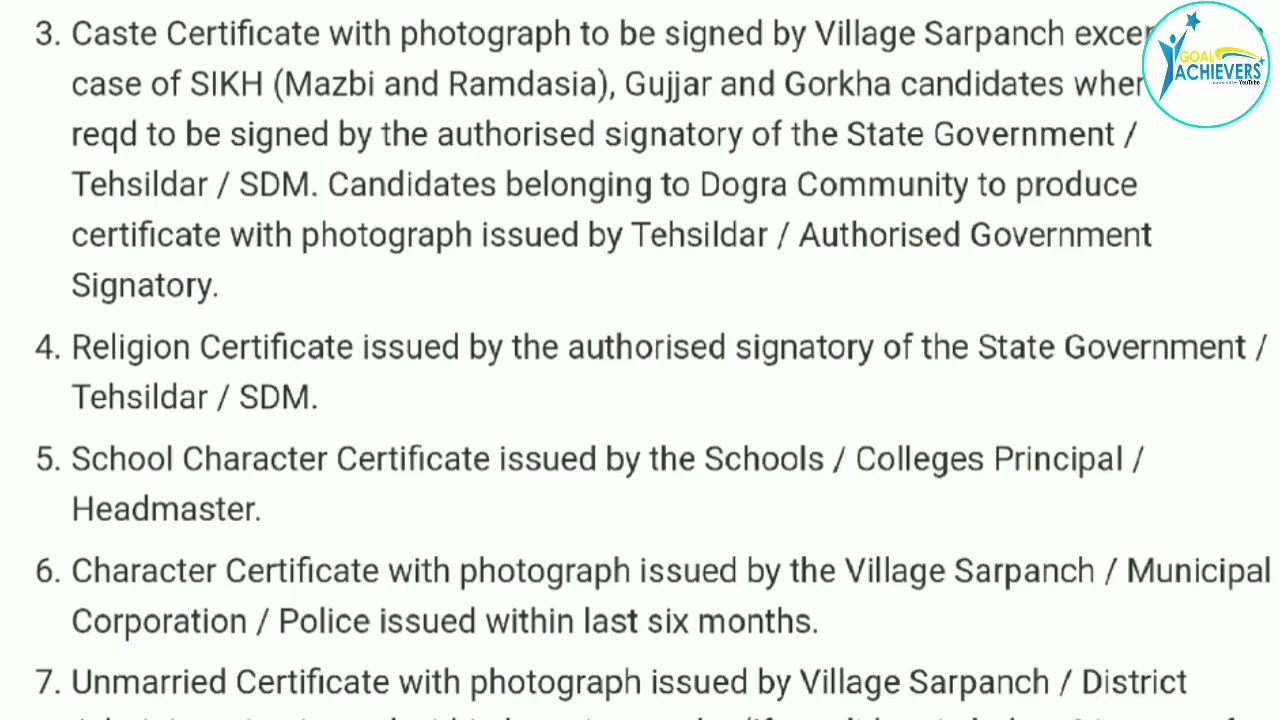 3. Caste Certificate with photograph to be signed by Village Sarpanch
case of SIKH (Mazbi and Ramdasia), Gujjar and Gorkha candidates
reqd to be signed by the authorised signatory of the State Government /
Tehsildar / SDM. Candidates belonging to Dogra Community to produce
certificate with photograph issued by Tehsildar / Authorised Government
Signatory.
4. Religion Certificate issued by the authorised signatory of the State Government /
Tehsildar / SDM.
5. School Character Certificate issued by the Schools / Colleges Principal /
Headmaster.
6. Character Certificate with photograph issued by the Village Sarpanch / Municipal
Corporation / Police issued within last six months.
7. Unmarried Certificate with photograph issued by Village Sarpanch / District
GOAL
ACHIEVERS
powered by YouTube